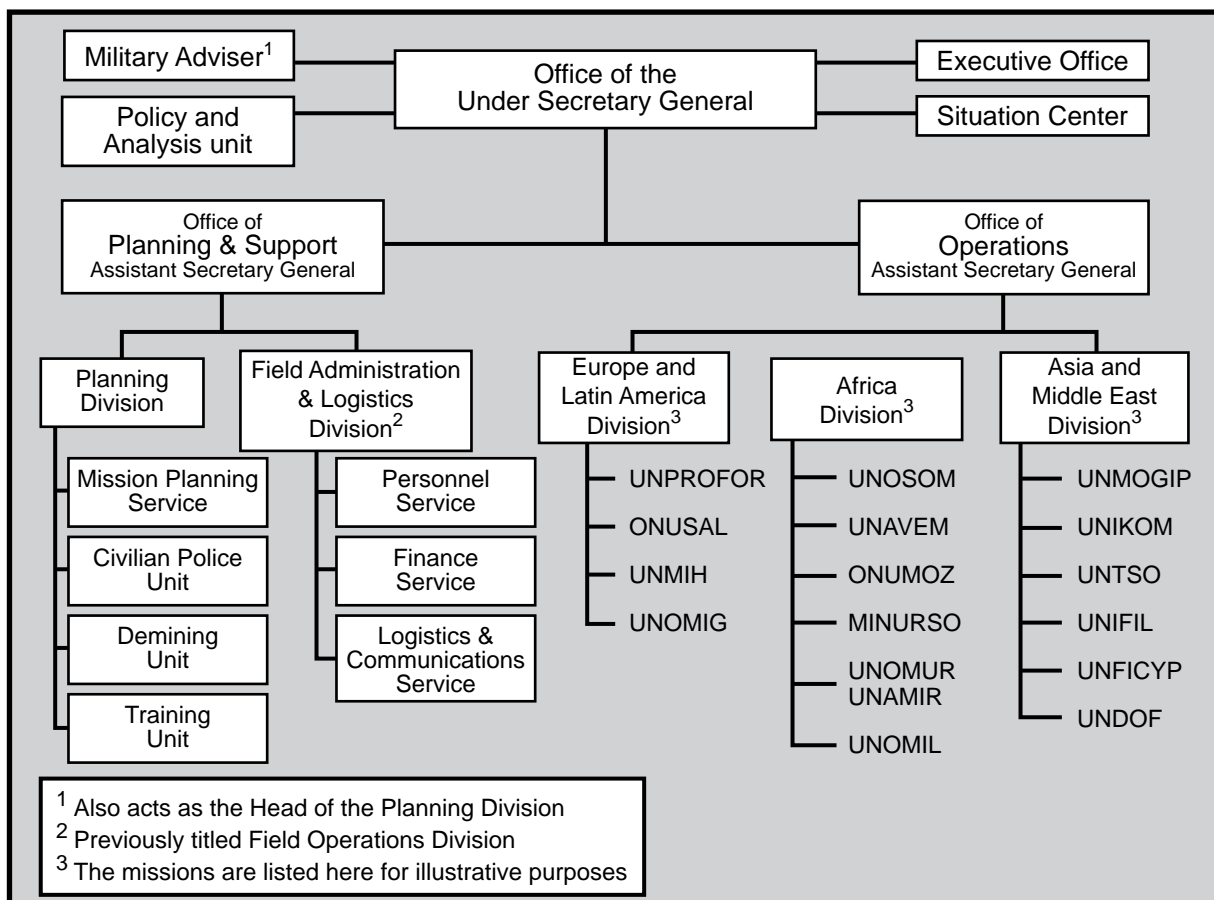 Military Adviser1
Office of the
Under Secretary General
Executive Office
Policy and
Analysis unit
Situation Center
Office of
Planning & Support
Assistant Secretary General
Office of
Operations
Assistant Secretary General
Planning
Division
Field Administration
& Logistics
Division2
Europe and
Latin America
Division3
Africa
Division3
Asia and
Middle East
Division3
Mission Planning
Service
Civilian Police
Unit
Demining
Unit
Training
Unit
Personnel
Service
Finance
Service
Logistics &
Communications
Service
UNPROFOR
ONUSAL
UNMIH
UNOMIG
UNOSOM
UNAVEM
ONUMOZ
MINURSO
UNOMUR
UNAMIR
UNOMIL
UNMOGIP
UNIKOM
UNTSO
UNIFIL
UNFICYP
UNDOF
1 Also acts as the Head of the Planning Division
2 Previously titled Field Operations Division
3 The missions are listed here for illustrative purposes